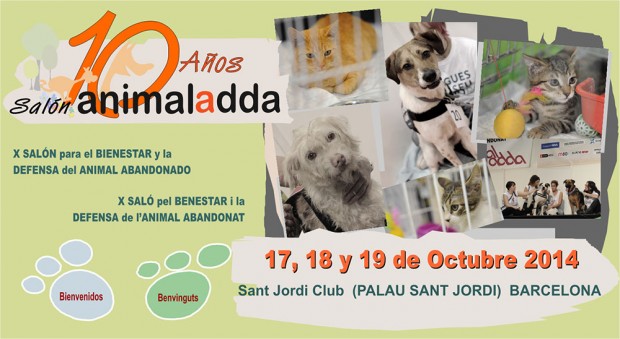 10 Años
Salón animaladda
X SALÓN para el BIENESTAR y la
DEFENSA del ANIMAL ABANDONADO
X SALÓ pel BENESTAR i la
DEFENSA de l'ANIMAL ABANDONAT
Bienvenidos
Benvinguts
17, 18 y 19 de Octubre 2014
Sant Jordi Club (PALAU SANT JORDI) BARCELONA